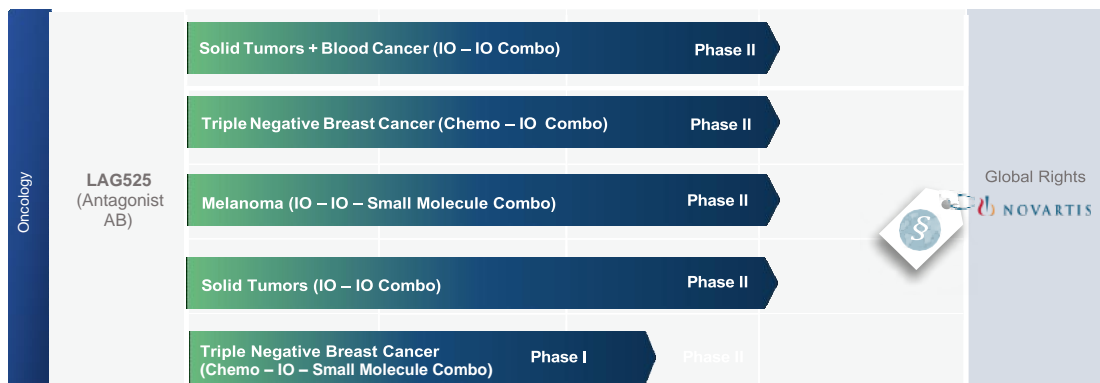 Oncology
LAG525
(Antagonist
AB)
Solid Tumors + Blood Cancer (IO – IO Combo) Phase II
Triple Negative Breast Cancer (Chemo – IO Combo) Phase II
Melanoma (IO – IO – Small Molecule Combo) Phase II
Solid Tumors (IO – IO Combo) Phase II
Triple Negative Breast Cancer
(Chemo – IO – Small Molecule Combo) Phase I Phase II
§
Global Rights
NOVARTIS